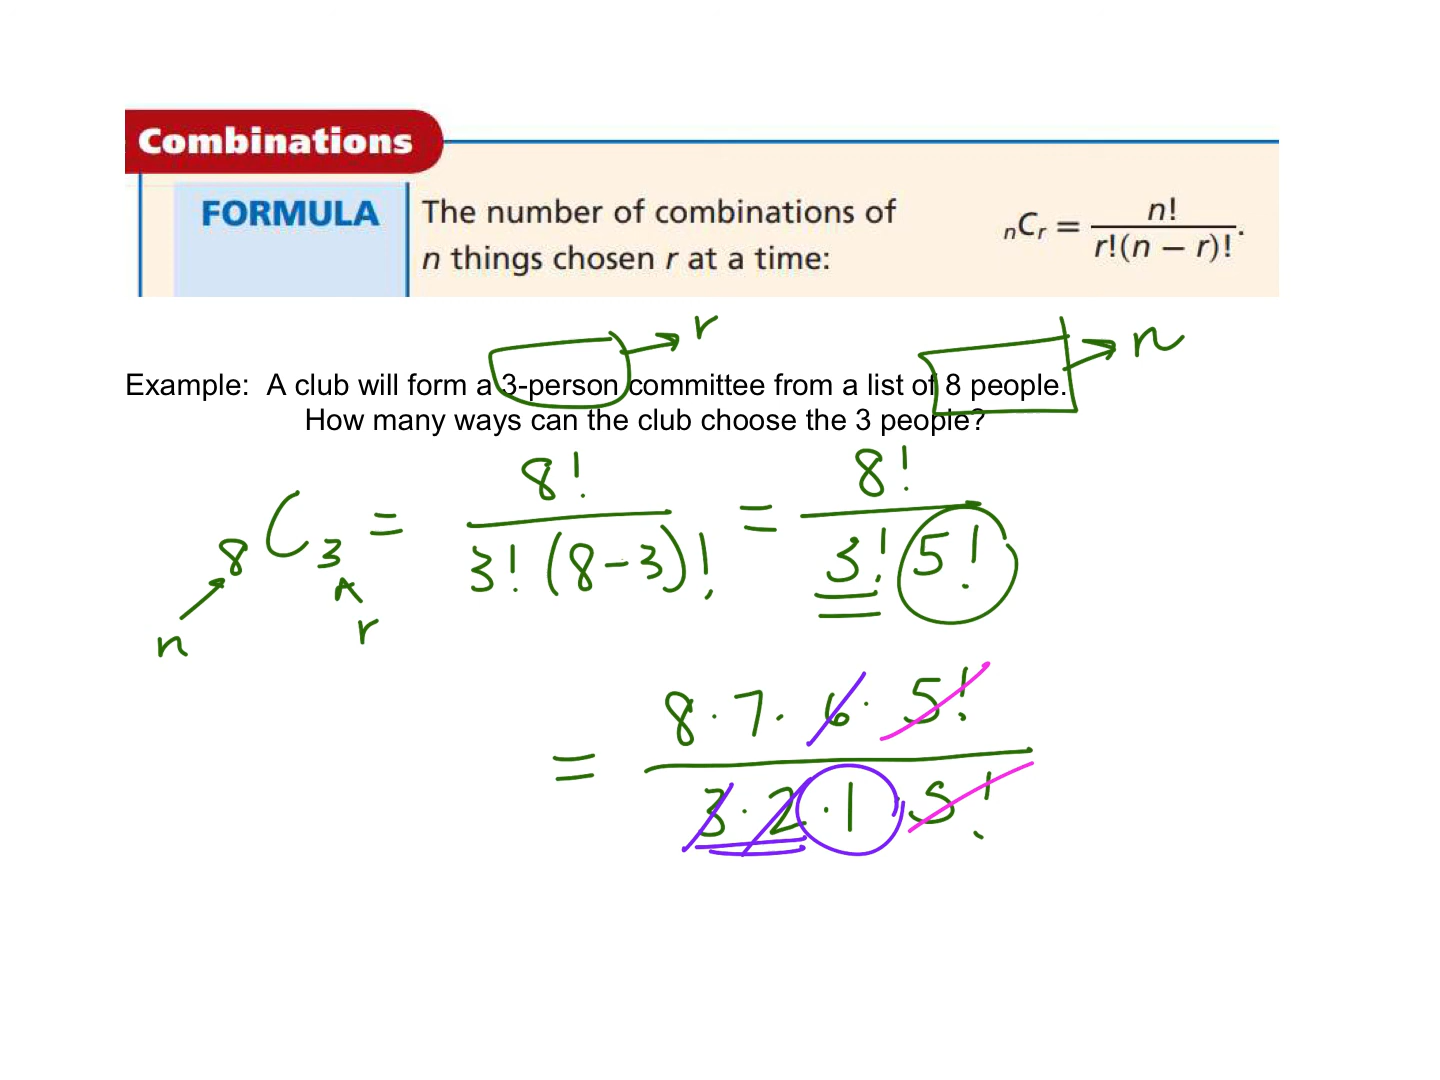 Combinations
FORMULA The number of combinations of
n things chosen r at a time:
nCr = n! / r!(n − r)!.
r n
Example: A club will form a 3-person committee from a list of 8 people.
How many ways can the club choose the 3 people?
8C3 = 8! / 3!(8-3)! = 8! / 3! 5!
n r
= 8·7·6·5! / 3·2·1 5!